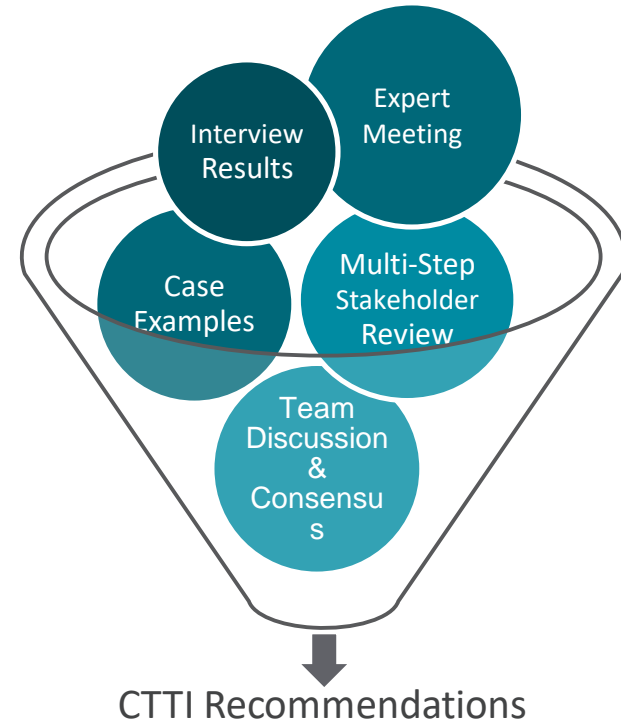 Expert
Meeting
Interview
Results
Case
Examples
Multi-Step
Stakeholder
Review
Team
Discussion
&
Consensu
s
CTTI Recommendations